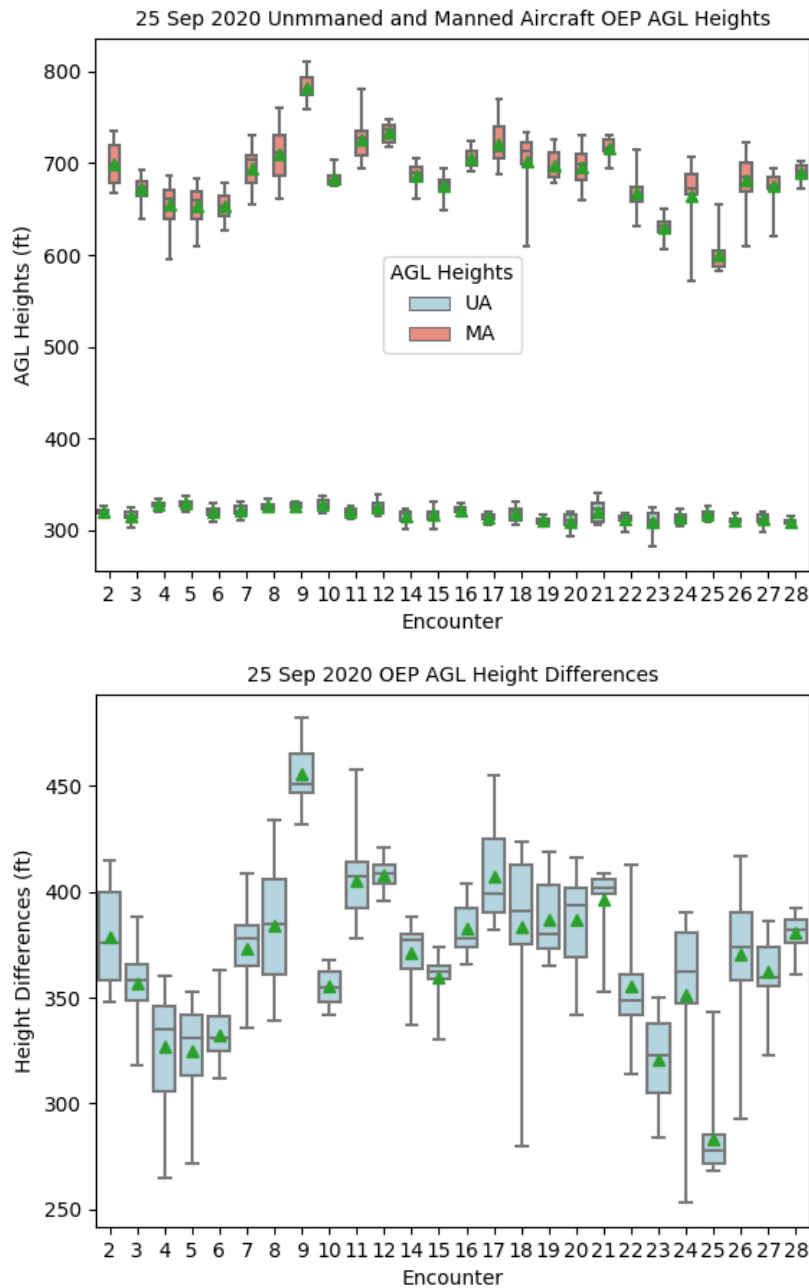 25 Sep 2020 Unmmaned and Manned Aircraft OEP AGL Heights
800
700
600
500
400
300
AGL Heights (ft)
AGL Heights
UA
MA
2 3 4 5 6 7 8 9 10 11 12 14 15 16 17 18 19 20 21 22 23 24 25 26 27 28
Encounter
25 Sep 2020 OEP AGL Height Differences
450
400
350
300
250
Height Differences (ft)
2 3 4 5 6 7 8 9 10 11 12 14 15 16 17 18 19 20 21 22 23 24 25 26 27 28
Encounter